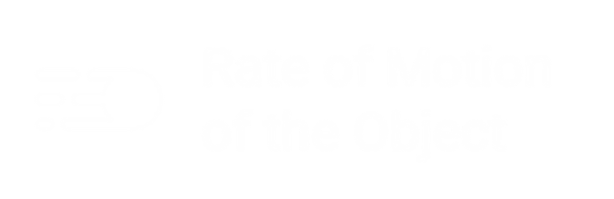 Rate of Motion
of the Object